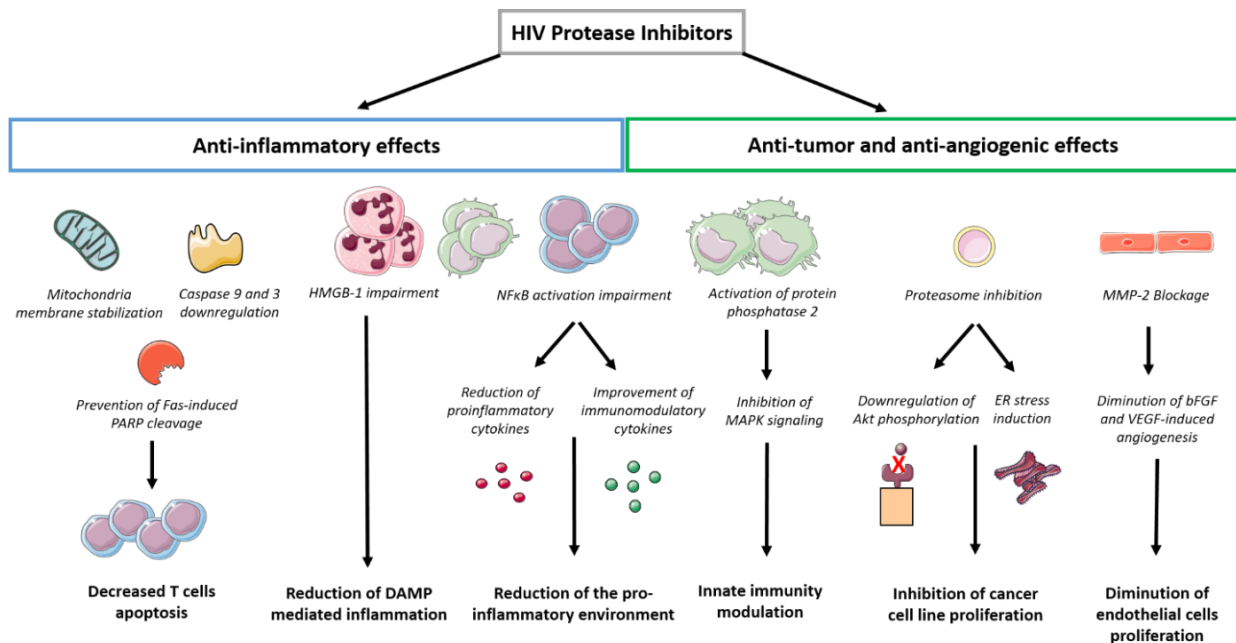 HIV Protease Inhibitors
Anti-inflammatory effects
Anti-tumor and anti-angiogenic effects
Mitochondria
membrane stabilization
Caspase 9 and 3
downregulation
HMGB-1 impairment
NFκB activation impairment
Activation of protein
phosphatase 2
Proteasome inhibition
MMP-2 Blockage
Prevention of Fas-induced
PARP cleavage
Reduction of
proinflammatory
cytokines
Improvement of
immunomodulatory
cytokines
Inhibition of
MAPK signaling
Downregulation of
Akt phosphorylation
ER stress
induction
Diminution of bFGF
and VEGF-induced
angiogenesis
X
Decreased T cells
apoptosis
Reduction of DAMP
mediated inflammation
Reduction of the pro-
inflammatory environment
Innate immunity
modulation
Inhibition of cancer
cell line proliferation
Diminution of
endothelial cells
proliferation